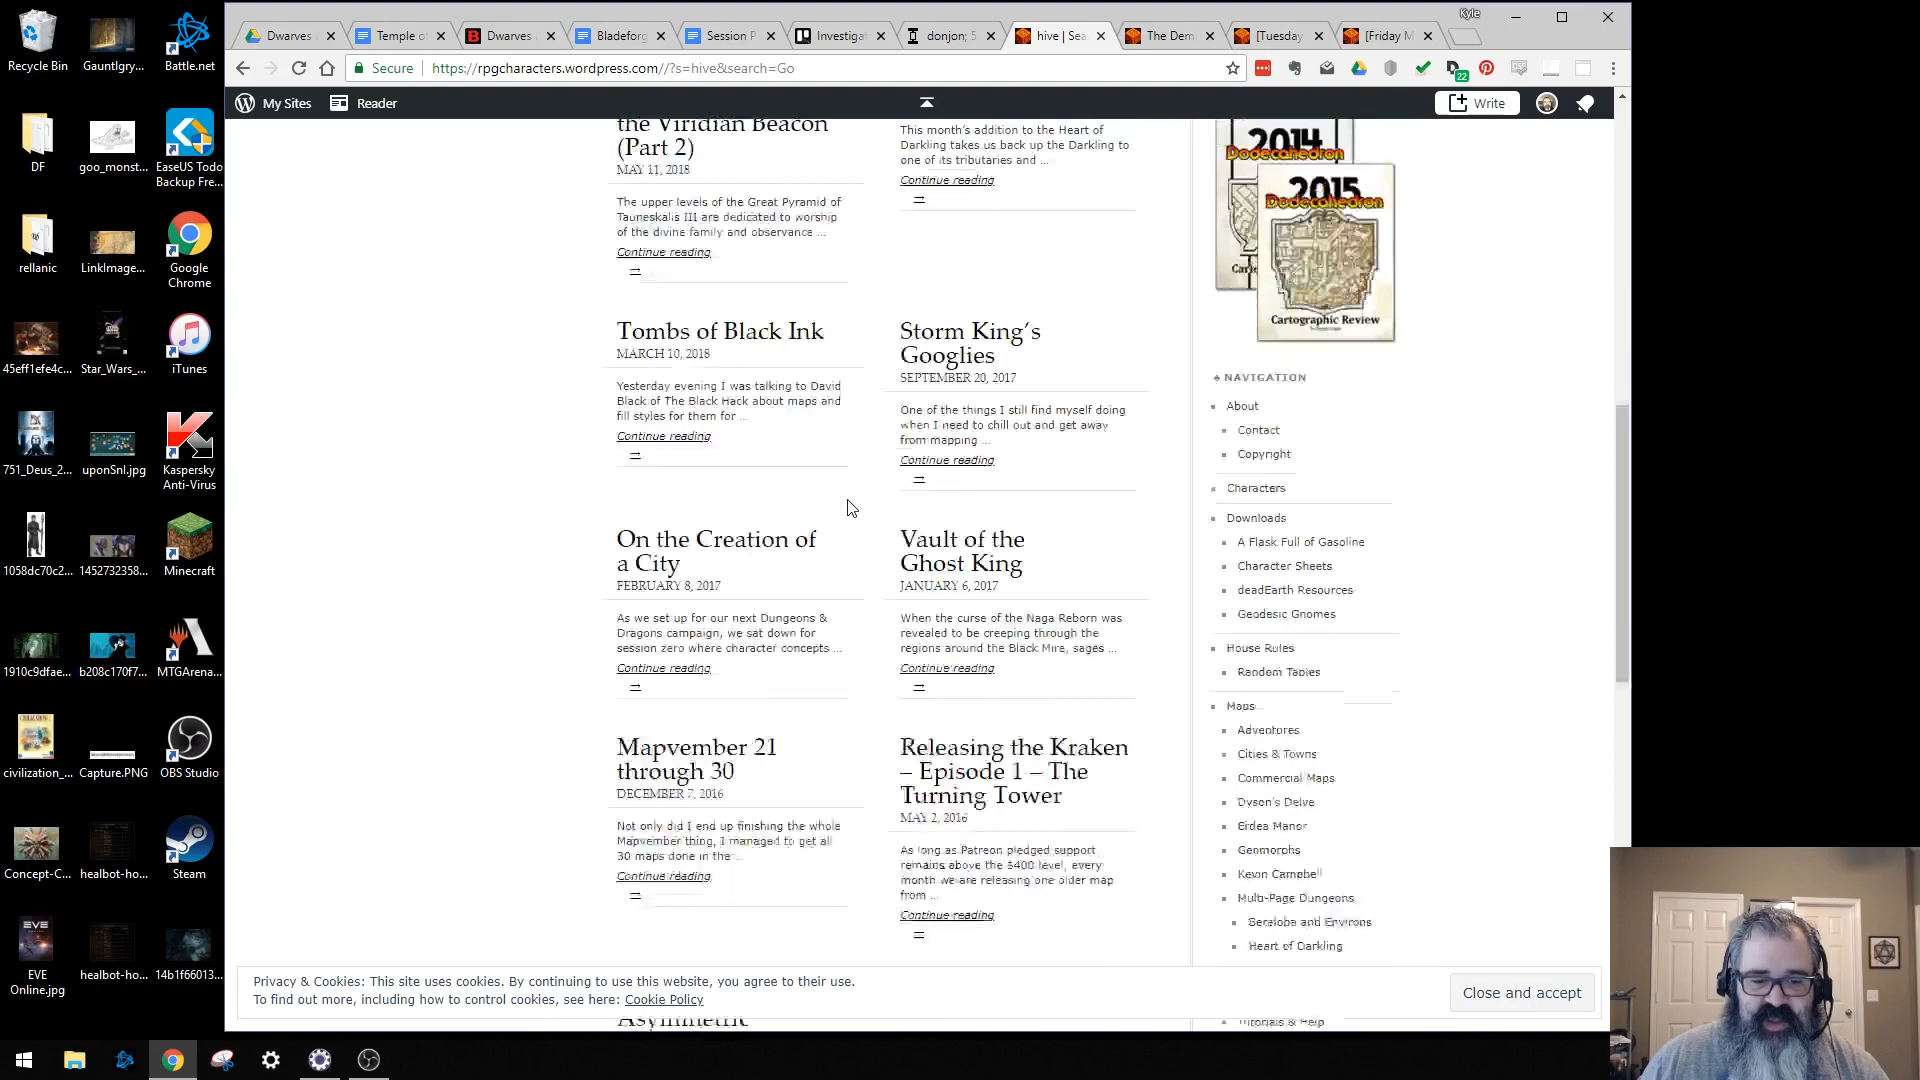 Kyle
Dwarves
Temple o
Dwarves
Bladeforg
Session P
Investiga
donjon; 5
hive | Sea
The Dem
[Tuesday
[Friday M
Secure
https://rpgcharacters.wordpress.com//?s=hive&search=Go
22
My Sites
Reader
Write
the Viridian Beacon
(Part 2)
MAY 11, 2018
The upper levels of the Great Pyramid of
Tauneskalis III are dedicated to worship
of the divine family and observance ...
Continue reading
→
This month's addition to the Heart of
Darkling takes us back up the Darkling to
one of its tributaries and ...
Continue reading
→
Tombs of Black Ink
MARCH 10, 2018
Yesterday evening I was talking to David
Black of The Black Hack about maps and
fill styles for them for ...
Continue reading
→
Storm King's
Googlies
SEPTEMBER 20, 2017
One of the things I still find myself doing
when I need to chill out and get away
from mapping ...
Continue reading
→
On the Creation of
a City
FEBRUARY 8, 2017
As we set up for our next Dungeons &
Dragons campaign, we sat down for
session zero where character concepts ...
Continue reading
→
Vault of the
Ghost King
JANUARY 6, 2017
When the curse of the Naga Reborn was
revealed to be creeping through the
regions around the Black Mire, sages ...
Continue reading
→
Mapvember 21
through 30
DECEMBER 7, 2016
Not only did I end up finishing the whole
Mapvember thing, I managed to get all
30 maps done in the ...
Continue reading
→
Releasing the Kraken
– Episode 1 – The
Turning Tower
MAY 2, 2016
As long as Patreon pledged support
remains above the $400 level, every
month we are releasing one older map
from ...
Continue reading
→
Asymmetric
2014
Dodecahedron
2015
Dodecahedron
Cartographic Review
NAVIGATION
About
Contact
Copyright
Characters
Downloads
A Flask Full of Gasoline
Character Sheets
deadEarth Resources
Geodesic Gnomes
House Rules
Random Tables
Maps
Adventures
Cities & Towns
Commercial Maps
Dyson's Delve
Erdea Manor
Geomorphs
Kevin Campbell
Multi-Page Dungeons
Seraloba and Environs
Heart of Darkling
Tutorials & Help
Privacy & Cookies: This site uses cookies. By continuing to use this website, you agree to their use.
To find out more, including how to control cookies, see here: Cookie Policy
Close and accept
Recycle Bin
Gauntlgry...
Battle.net
DF
goo_monst...
EaseUS Todo
Backup Fre...
rellanic
LinkImage...
Google
Chrome
45eff1efe4c...
Star_Wars_...
iTunes
751_Deus_2...
uponSnl.jpg
Kaspersky
Anti-Virus
1058dc70c2...
1452732358...
Minecraft
1910c9dfae...
b208c170f7...
MTGArena...
civilization_...
Capture.PNG
OBS Studio
Concept-C...
healbot-ho...
Steam
EVE
EVE
Online.jpg
healbot-ho...
14b1f66013...